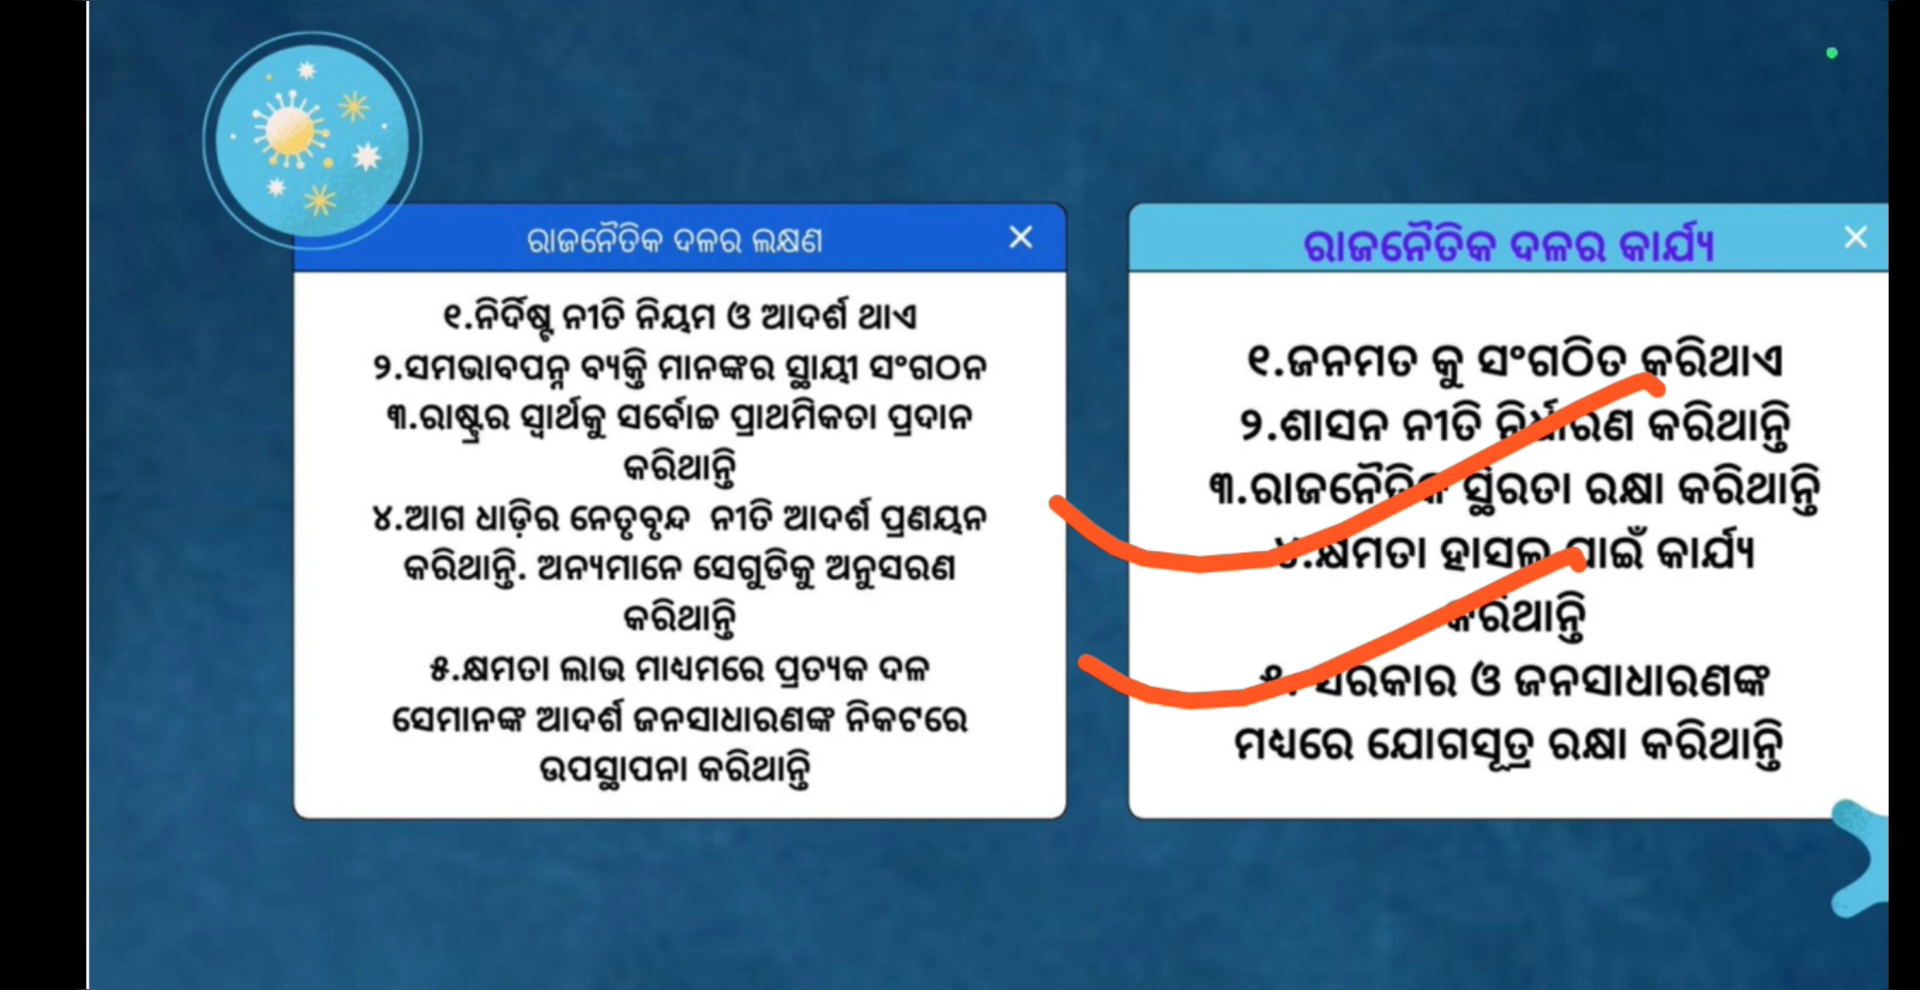 ରାଜନୈତିକ ଦଳର ଲକ୍ଷଣ
୧.ନିର୍ଦିଷ୍ଟ ନୀତି ନିୟମ ଓ ଆଦର୍ଶ ଥାଏ
୨.ସମଭାବପନ୍ନ ବ୍ୟକ୍ତି ମାନଙ୍କର ସ୍ଥାୟୀ ସଂଗଠନ
୩.ରାଷ୍ଟ୍ରର ସ୍ୱାର୍ଥକୁ ସର୍ବୋଚ୍ଚ ପ୍ରାଥମିକତା ପ୍ରଦାନ
କରିଥାନ୍ତି
୪.ଆଗ ଧାଡ଼ିର ନେତୃବୃନ୍ଦ ନୀତି ଆଦର୍ଶ ପ୍ରଣୟନ
କରିଥାନ୍ତି. ଅନ୍ୟମାନେ ସେଗୁଡିକୁ ଅନୁସରଣ
କରିଥାନ୍ତି
୫.କ୍ଷମତା ଲାଭ ମାଧ୍ୟମରେ ପ୍ରତ୍ୟକ ଦଳ
ସେମାନଙ୍କ ଆଦର୍ଶ ଜନସାଧାରଣଙ୍କ ନିକଟରେ
ଉପସ୍ଥାପନା କରିଥାନ୍ତି
ରାଜନୈତିକ ଦଳର କାର୍ଯ୍ୟ
୧.ଜନମତ କୁ ସଂଗଠିତ କରିଥାଏ
୨.ଶାସନ ନୀତି ନିର୍ଧାରଣ କରିଥାନ୍ତି
୩.ରାଜନୈତିକ ସ୍ଥିରତା ରକ୍ଷା କରିଥାନ୍ତି
୪.କ୍ଷମତା ହାସଲ ପାଇଁ କାର୍ଯ୍ୟ
କରିଥାନ୍ତି
୫. ସରକାର ଓ ଜନସାଧାରଣଙ୍କ
ମଧ୍ୟରେ ଯୋଗସୂତ୍ର ରକ୍ଷା କରିଥାନ୍ତି